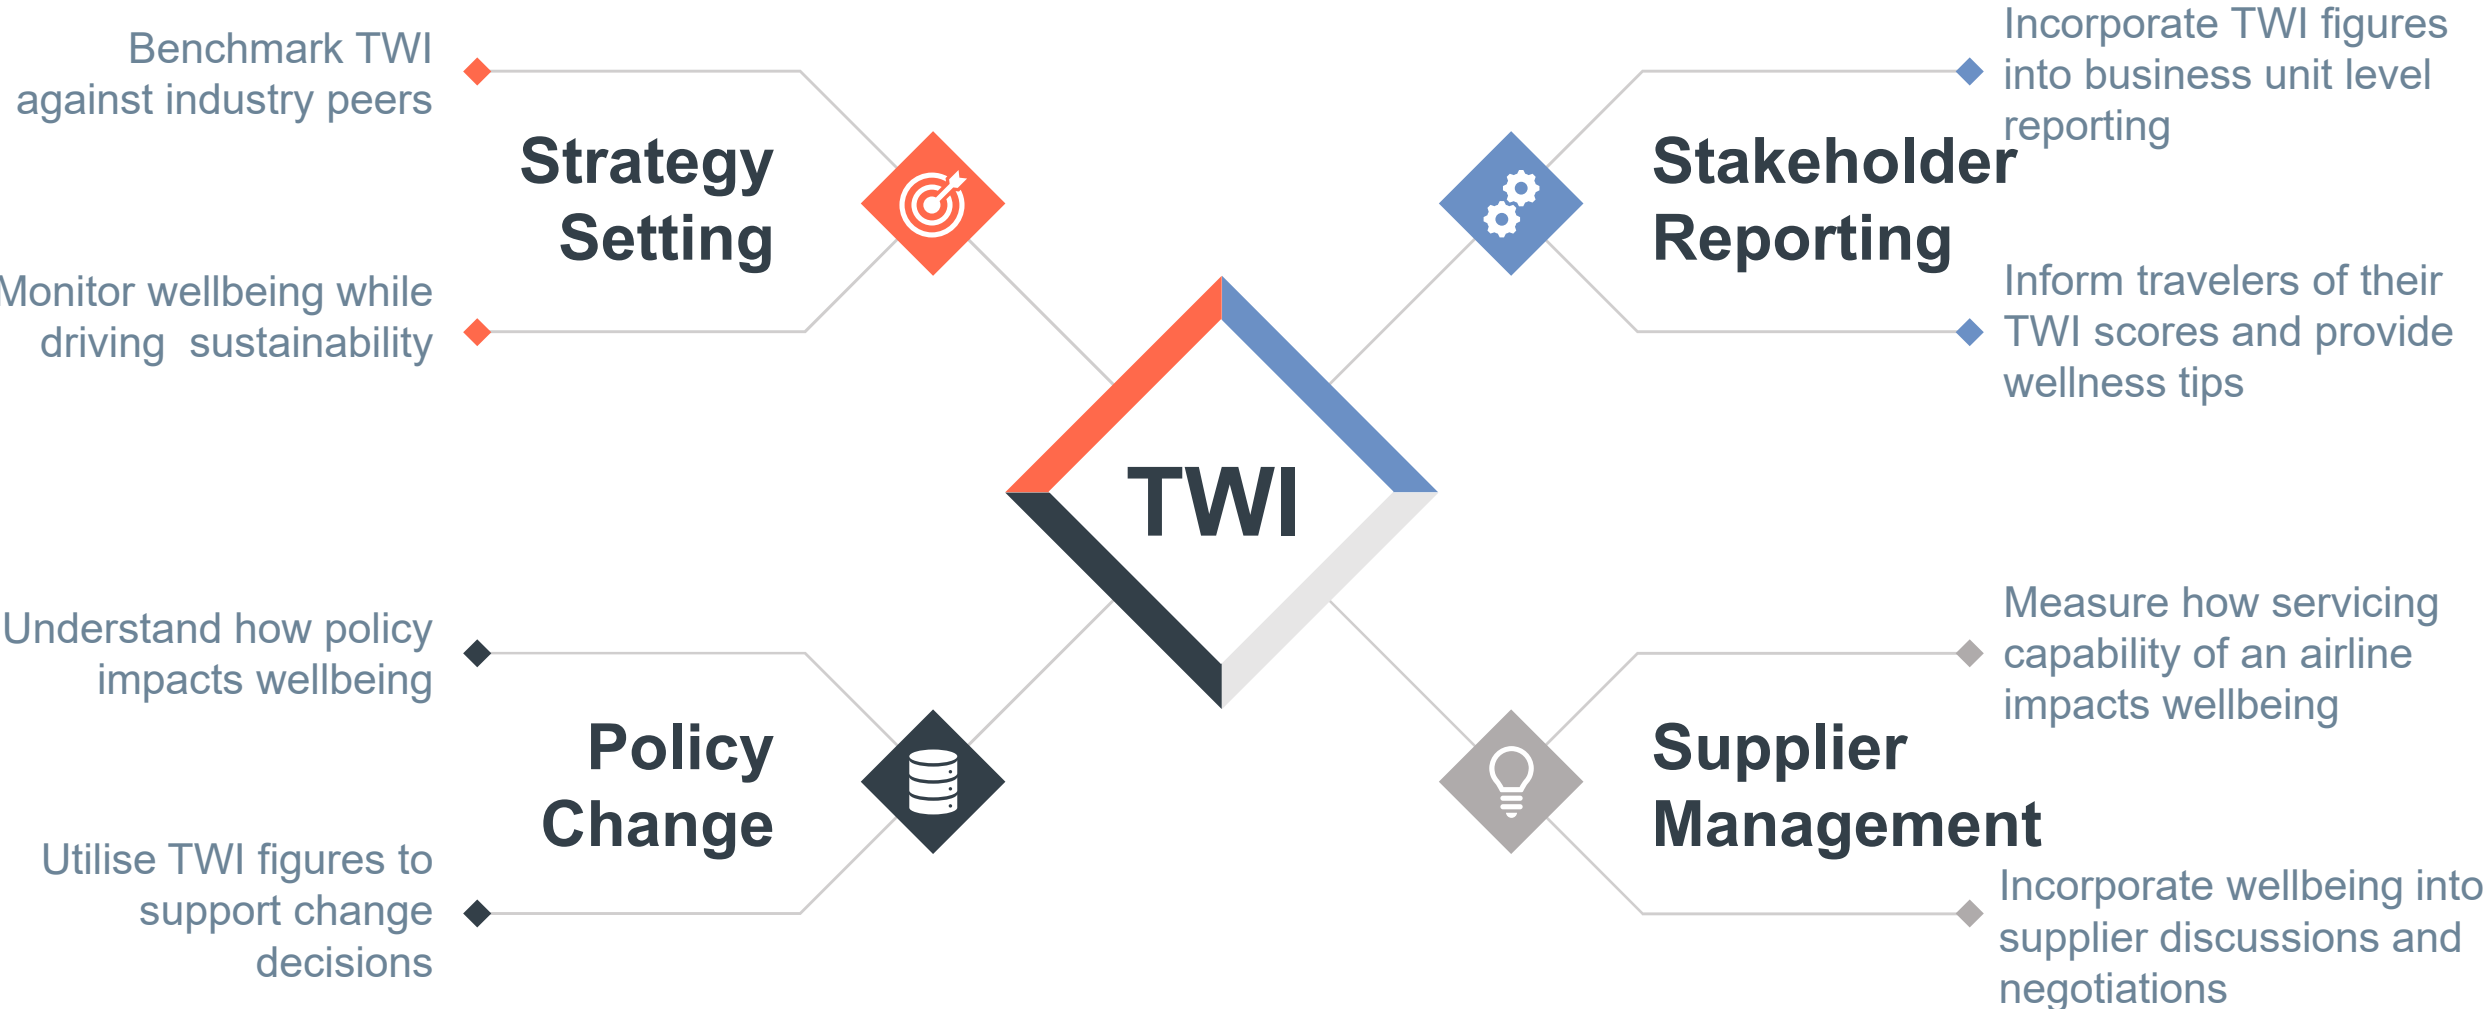 Benchmark TWI
against industry peers
Strategy
Setting
Monitor wellbeing while
driving  sustainability
Incorporate TWI figures
into business unit level
reporting
Stakeholder
Reporting
Inform travelers of their
TWI scores and provide
wellness tips
TWI
Understand how policy
impacts wellbeing
Policy
Change
Utilise TWI figures to
support change
decisions
Measure how servicing
capability of an airline
impacts wellbeing
Supplier
Management
Incorporate wellbeing into
supplier discussions and
negotiations